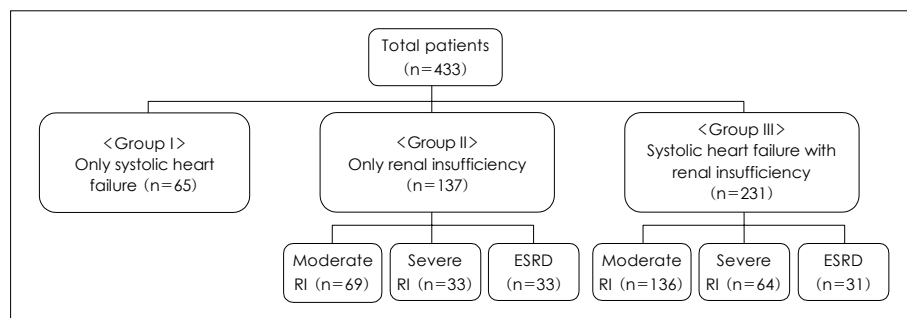 Total patients
(n=433)
<Group I>
Only systolic heart
failure (n=65)
<Group II>
Only renal insufficiency
(n=137)
<Group III>
Systolic heart failure with
renal insufficiency
(n=231)
Moderate
RI (n=69)
Severe
RI (n=33)
ESRD
(n=33)
Moderate
RI (n=136)
Severe
RI (n=64)
ESRD
(n=31)